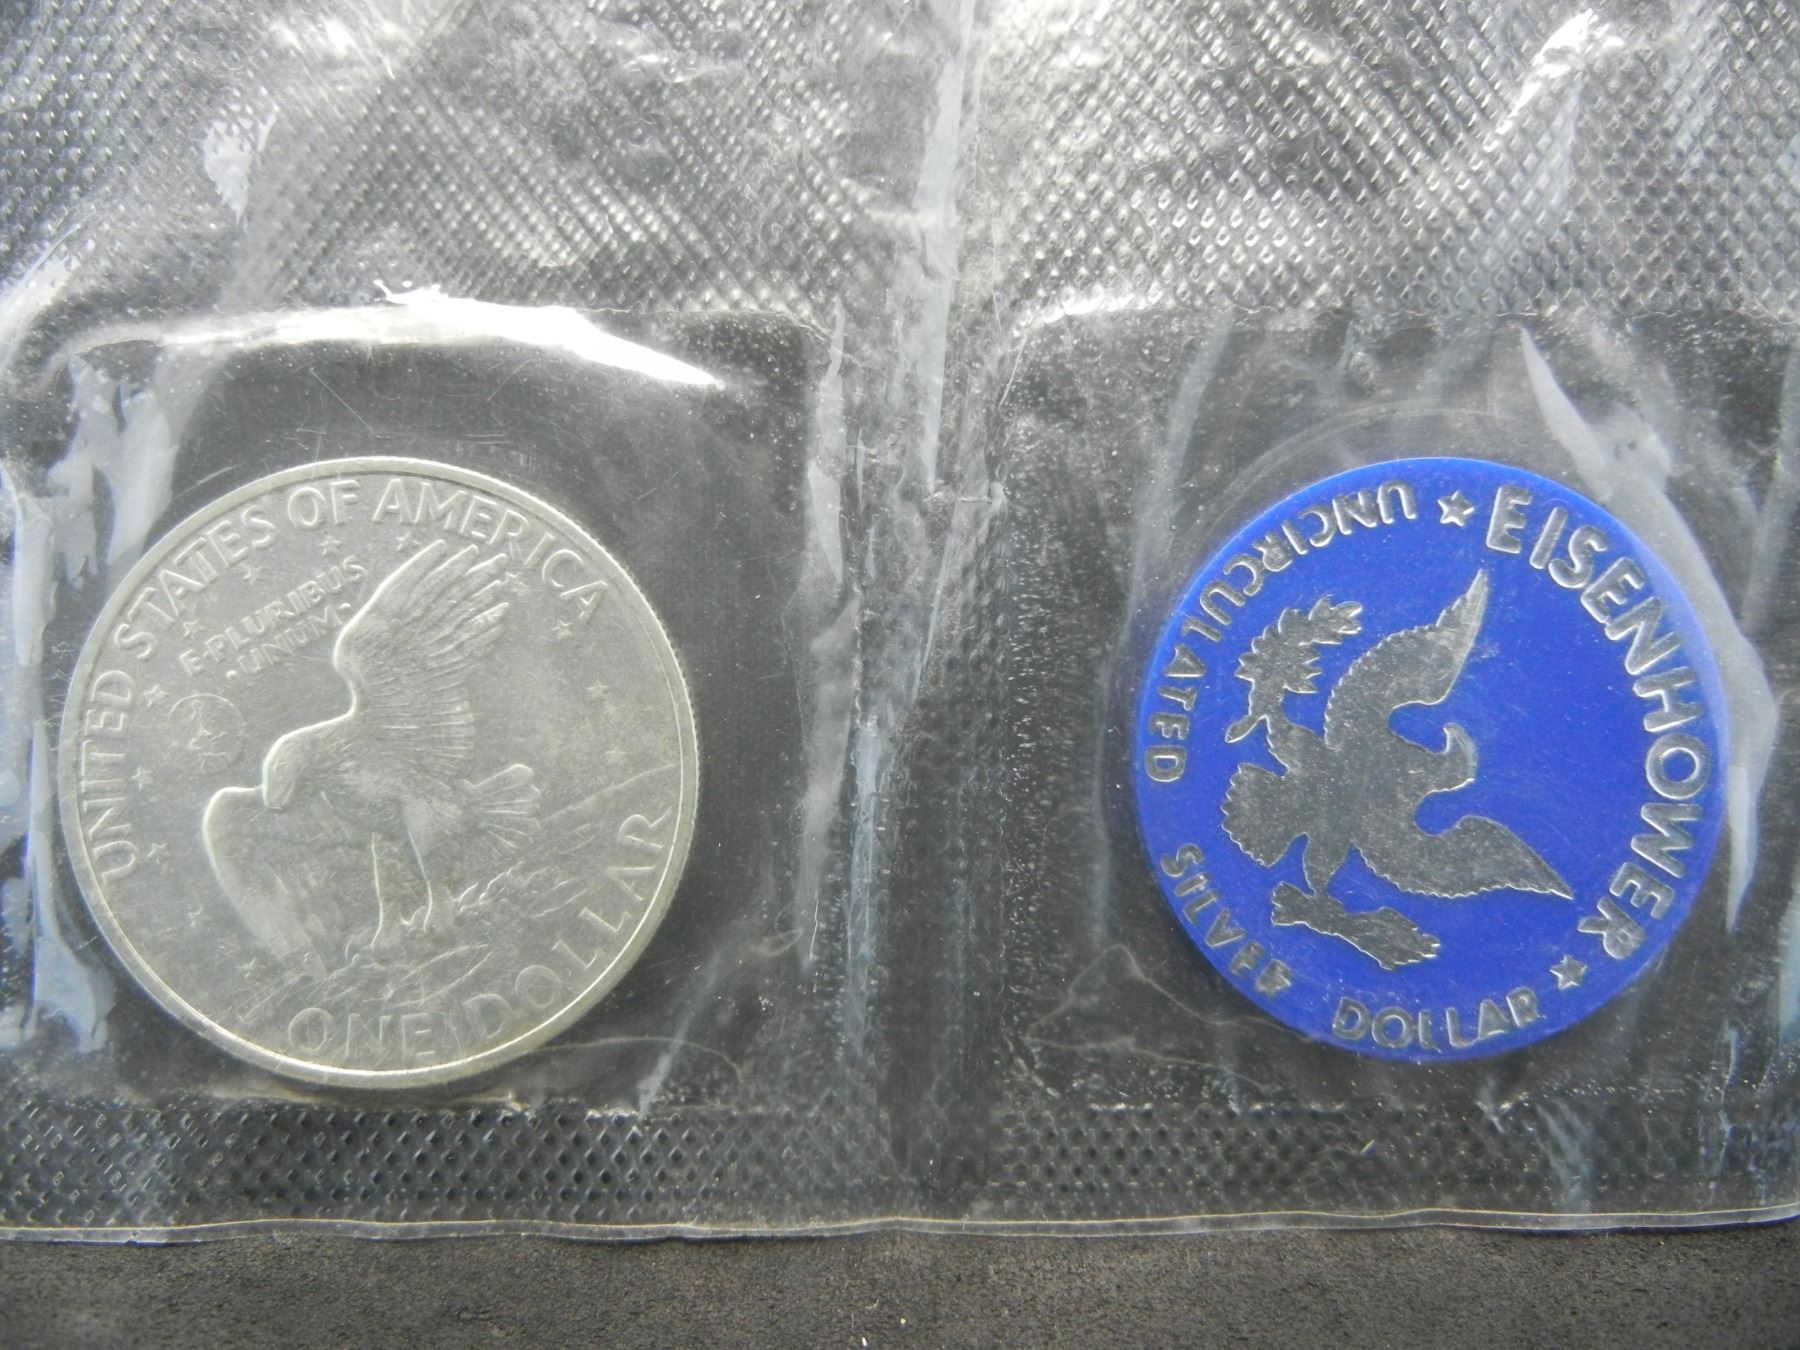 UNITED STATES OF AMERICA
E·PLURIBUS
·UNUM·
ONE DOLLAR
EISENHOWER
UNCIRCULATED
SILVER
DOLLAR